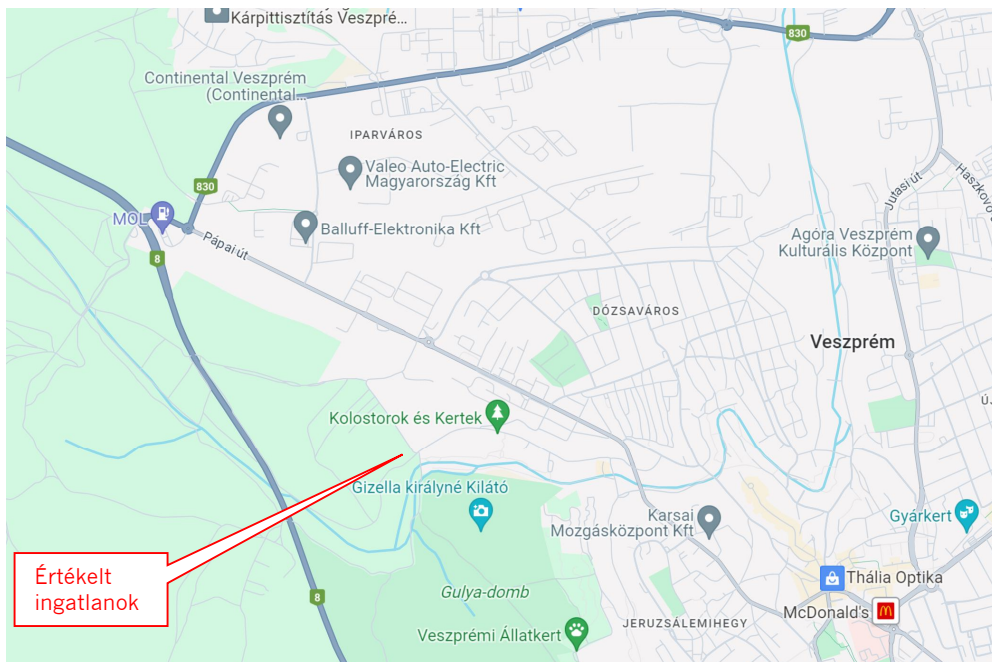 Kárpittisztítás Veszpré...
830
Continental Veszprém
(Continental...
IPARVÁROS
Valeo Auto-Electric
Magyarország Kft
830
MOL
Balluff-Elektronika Kft
Pápai út
8
Jutasi út
Haszkovó
Agóra Veszprém
Kulturális Központ
DÓZSAVÁROS
Veszprém
Kolostorok és Kertek
Gizella királyné Kilátó
Karsai
Mozgásközpont Kft
Gyárkert
Értékelt
ingatlanok
8
Gulya-domb
Thália Optika
McDonald's
JERUZSÁLEMHEGY
Veszprémi Állatkert